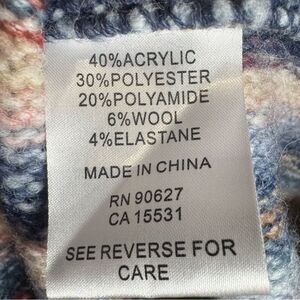 40%ACRYLIC
30%POLYESTER
20%POLYAMIDE
6%WOOL
4%ELASTANE
MADE IN CHINA
RN 90627
CA 15531
SEE REVERSE FOR
CARE